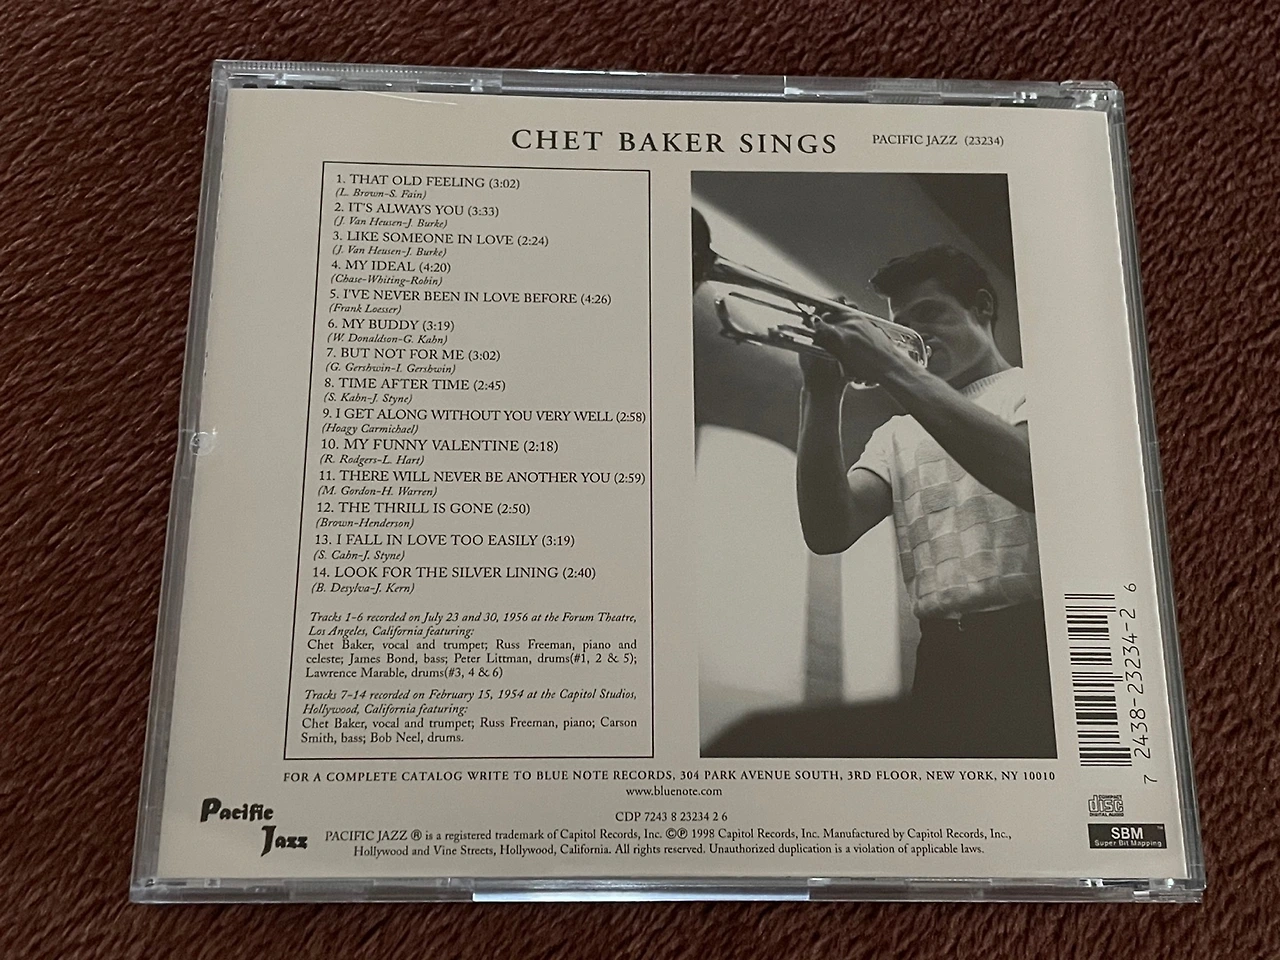 CHET BAKER SINGS PACIFIC JAZZ (23234)
1. THAT OLD FEELING (3:02)
(L. Brown-S. Fain)
2. IT'S ALWAYS YOU (3:33)
(J. Van Heusen-J. Burke)
3. LIKE SOMEONE IN LOVE (2:24)
(J. Van Heusen-J. Burke)
4. MY IDEAL (4:20)
(Chase-Whiting-Robin)
5. I'VE NEVER BEEN IN LOVE BEFORE (4:26)
(Frank Loesser)
6. MY BUDDY (3:19)
(W. Donaldson-G. Kahn)
7. BUT NOT FOR ME (3:02)
(G. Gershwin-I. Gershwin)
8. TIME AFTER TIME (2:45)
(S. Kahn-J. Styne)
9. I GET ALONG WITHOUT YOU VERY WELL (2:58)
(Hoagy Carmichael)
10. MY FUNNY VALENTINE (2:18)
(R. Rodgers-L. Hart)
11. THERE WILL NEVER BE ANOTHER YOU (2:59)
(M. Gordon-H. Warren)
12. THE THRILL IS GONE (2:50)
(Brown-Henderson)
13. I FALL IN LOVE TOO EASILY (3:19)
(S. Cahn-J. Styne)
14. LOOK FOR THE SILVER LINING (2:40)
(B. Desylva-J. Kern)
Tracks 1-6 recorded on July 23 and 30, 1956 at the Forum Theatre,
Los Angeles, California featuring:
Chet Baker, vocal and trumpet; Russ Freeman, piano and
celeste; James Bond, bass; Peter Littman, drums(#1, 2 & 5);
Lawrence Marable, drums(#3, 4 & 6)
Tracks 7-14 recorded on February 15, 1954 at the Capitol Studios,
Hollywood, California featuring:
Chet Baker, vocal and trumpet; Russ Freeman, piano; Carson
Smith, bass; Bob Neel, drums.
7 2438-23234-2 6
FOR A COMPLETE CATALOG WRITE TO BLUE NOTE RECORDS, 304 PARK AVENUE SOUTH, 3RD FLOOR, NEW YORK, NY 10010
www.bluenote.com
CDP 7243 8 23234 2 6
PACIFIC JAZZ ® is a registered trademark of Capitol Records, Inc. ©℗ 1998 Capitol Records, Inc. Manufactured by Capitol Records, Inc.,
Hollywood and Vine Streets, Hollywood, California. All rights reserved. Unauthorized duplication is a violation of applicable laws.
Pacific
Jazz
COMPACT
disc
DIGITAL AUDIO
SBM™
Super Bit Mapping